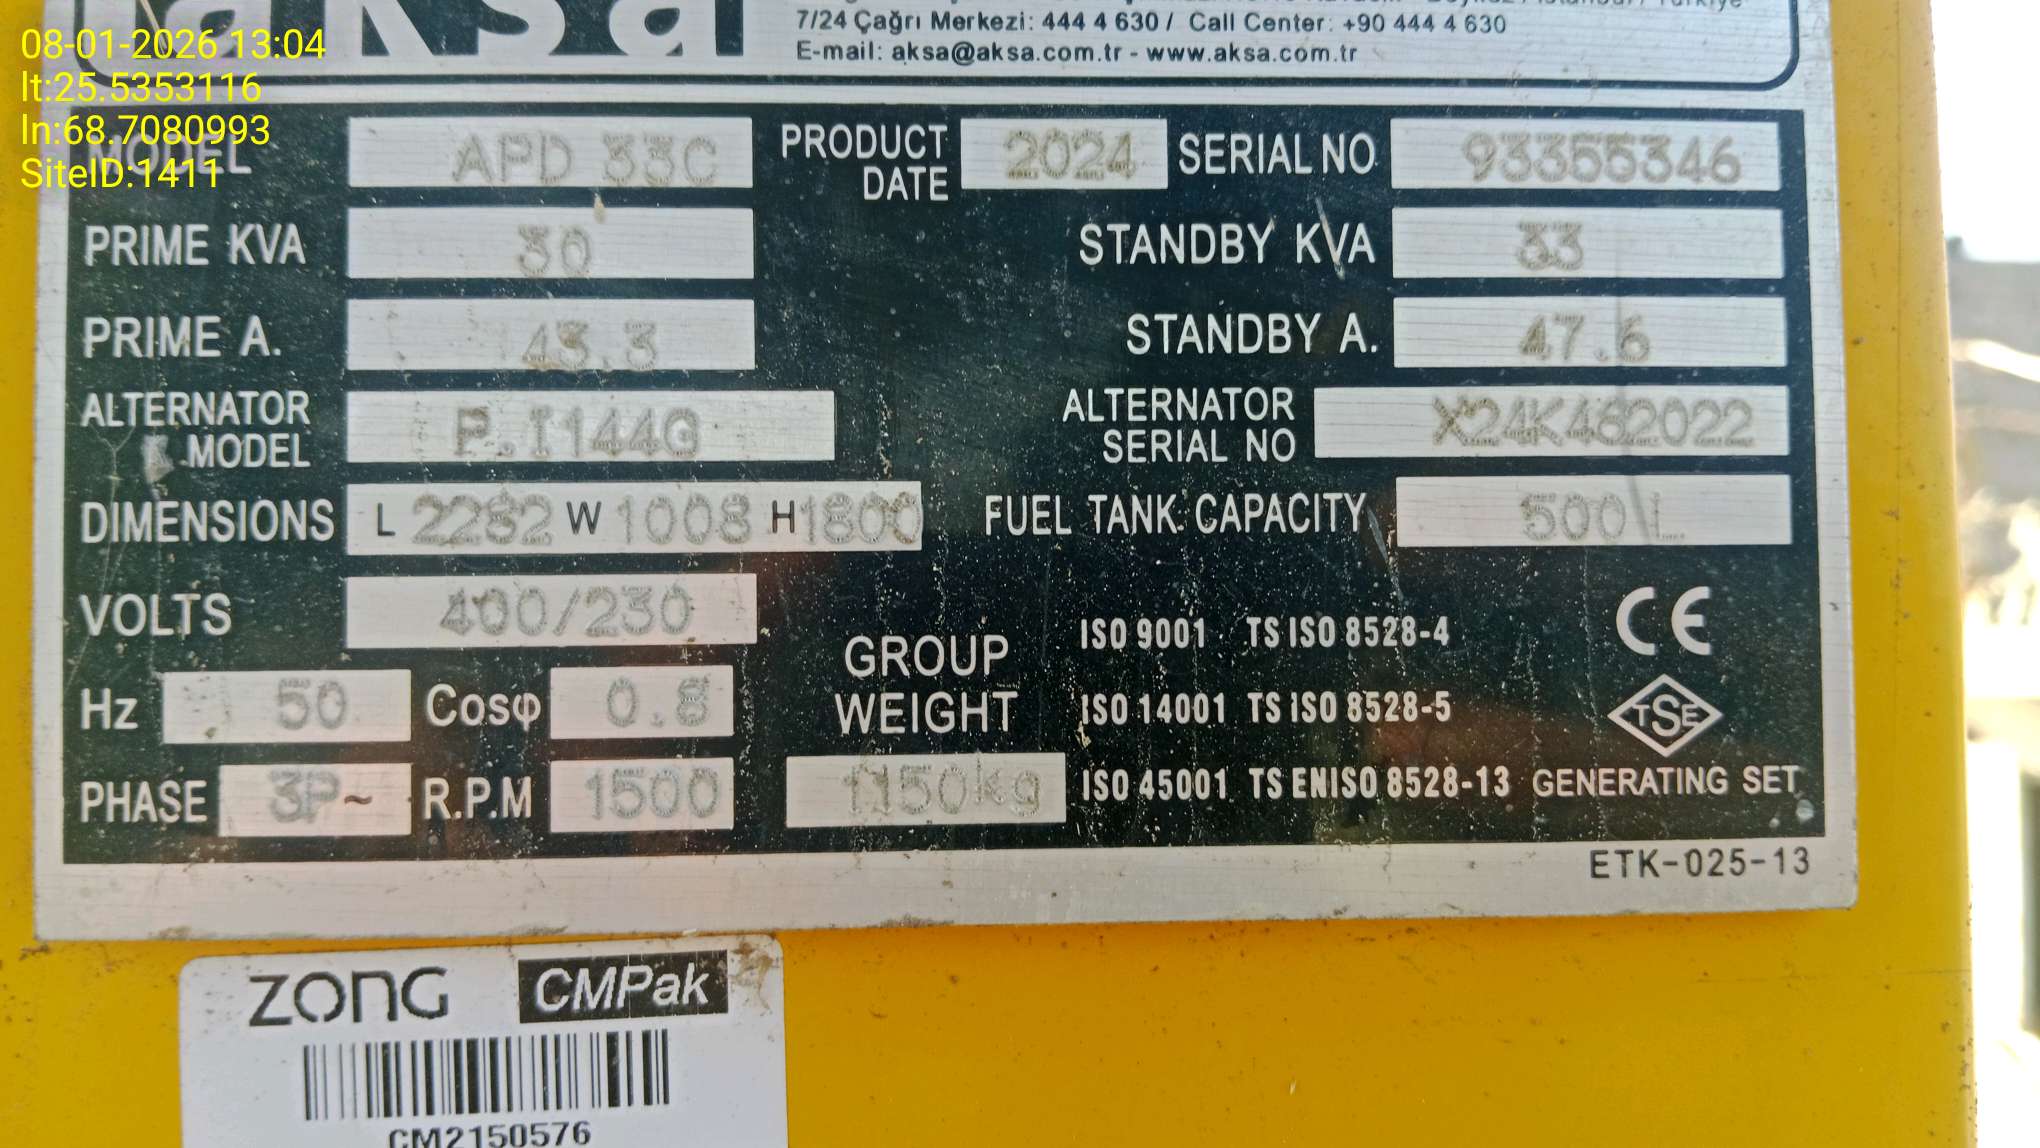 aksa
7/24 Çağrı Merkezi: 444 4 630 / Call Center: +90 444 4 630
E-mail: aksa@aksa.com.tr - www.aksa.com.tr
08-01-2026 13:04
lt:25.5353116
ln:68.7080993
SiteID:1411
MODEL APD 33C PRODUCT DATE 2024 SERIAL NO 93355346
PRIME KVA 30 STANDBY KVA 33
PRIME A. 43.3 STANDBY A. 47.6
ALTERNATOR MODEL P.I144G ALTERNATOR SERIAL NO X24K462022
DIMENSIONS L 2282 W 1008 H 1800 FUEL TANK CAPACITY 500 L
VOLTS 400/230
Hz 50 Cosφ 0.8 GROUP WEIGHT
PHASE 3P~ R.P.M 1500 1150kg
ISO 9001 TS ISO 8528-4 CE
ISO 14001 TS ISO 8528-5 TSE
ISO 45001 TS EN ISO 8528-13 GENERATING SET
ETK-025-13
ZONG CMPak
CM2150576